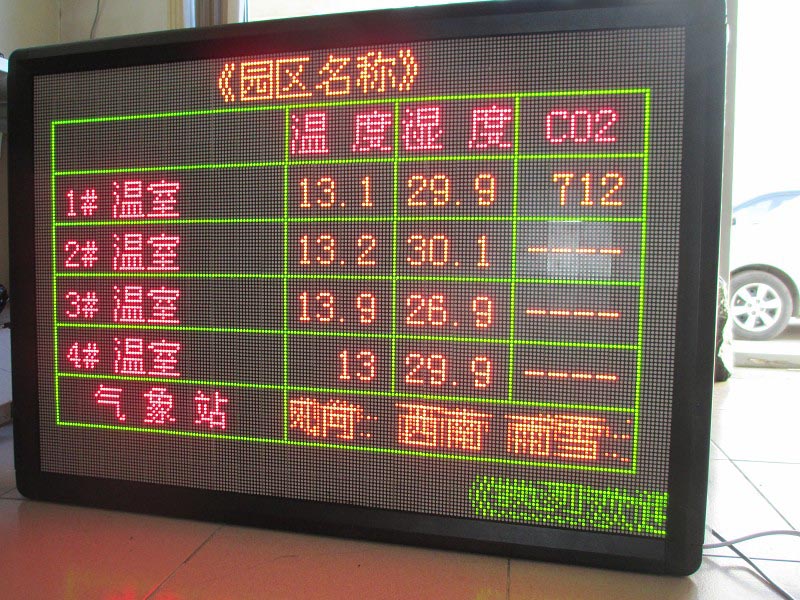 《园区名称》
温 度 湿 度 CO2
1# 温室 13.1 29.9 712
2# 温室 13.2 30.1 ----
3# 温室 13.9 26.9 ----
4# 温室 13 29.9 ----
气 象 站 风向: 西南 雨雪: